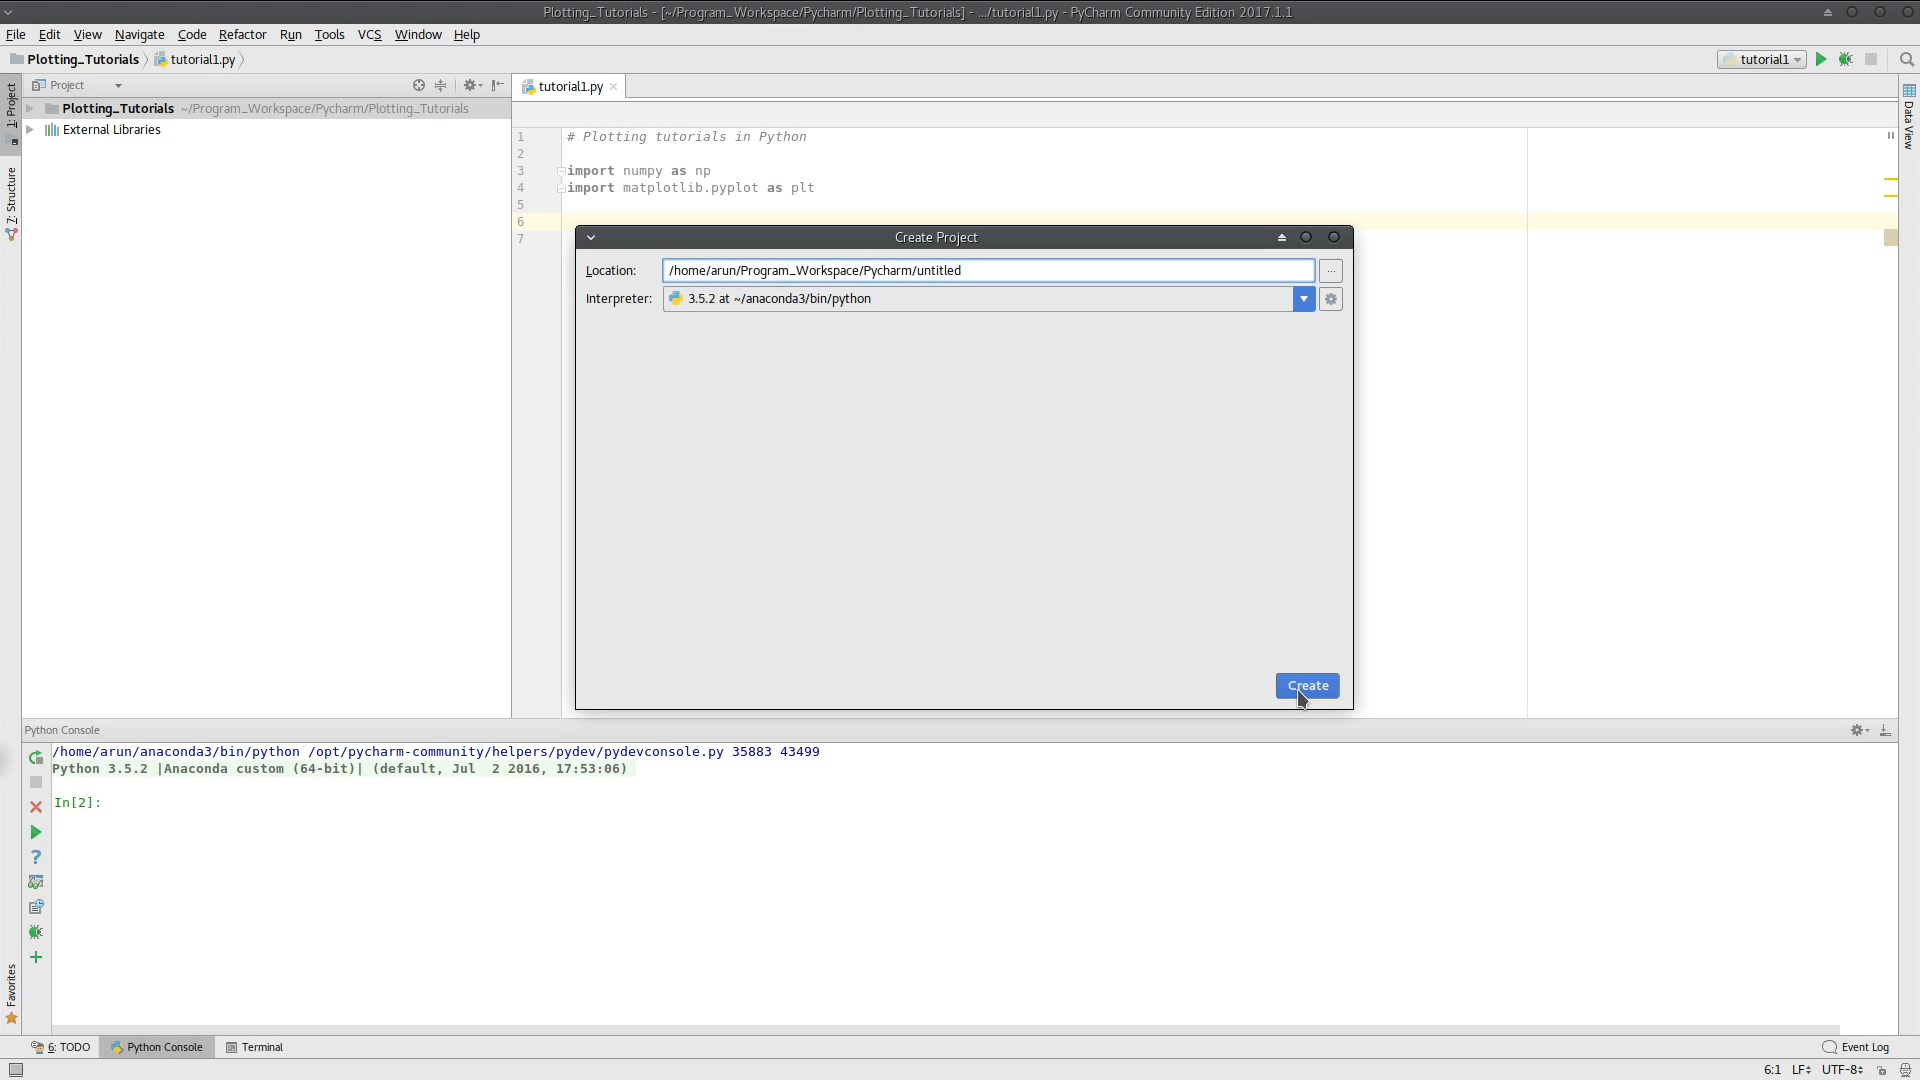 Plotting_Tutorials - [~/Program_Workspace/Pycharm/Plotting_Tutorials] - .../tutorial1.py - PyCharm Community Edition 2017.1.1
File Edit View Navigate Code Refactor Run Tools VCS Window Help
Plotting_Tutorials tutorial1.py tutorial1
1: Project
7: Structure
Favorites
Project
Plotting_Tutorials ~/Program_Workspace/Pycharm/Plotting_Tutorials
External Libraries
tutorial1.py
1 # Plotting tutorials in Python
2
3 import numpy as np
4 import matplotlib.pyplot as plt
5
6
7
Data View
Create Project
Location: /home/arun/Program_Workspace/Pycharm/untitled ...
Interpreter: 3.5.2 at ~/anaconda3/bin/python
Create
Python Console
/home/arun/anaconda3/bin/python /opt/pycharm-community/helpers/pydev/pydevconsole.py 35883 43499
Python 3.5.2 |Anaconda custom (64-bit)| (default, Jul  2 2016, 17:53:06)
In[2]:
6: TODO Python Console Terminal Event Log
6:1 LF UTF-8